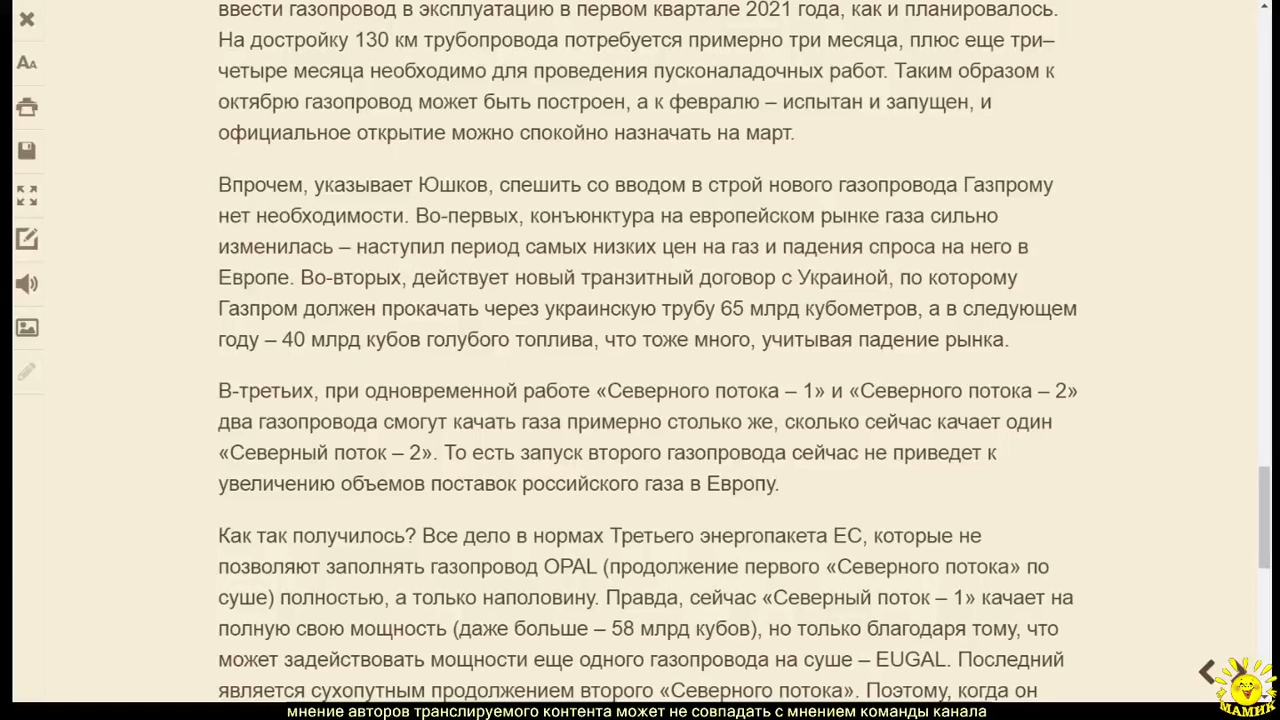 ввести газопровод в эксплуатацию в первом квартале 2021 года, как и планировалось.
На достройку 130 км трубопровода потребуется примерно три месяца, плюс еще три–
четыре месяца необходимо для проведения пусконаладочных работ. Таким образом к
октябрю газопровод может быть построен, а к февралю – испытан и запущен, и
официальное открытие можно спокойно назначать на март.
Впрочем, указывает Юшков, спешить со вводом в строй нового газопровода Газпрому
нет необходимости. Во-первых, конъюнктура на европейском рынке газа сильно
изменилась – наступил период самых низких цен на газ и падения спроса на него в
Европе. Во-вторых, действует новый транзитный договор с Украиной, по которому
Газпром должен прокачать через украинскую трубу 65 млрд кубометров, а в следующем
году – 40 млрд кубов голубого топлива, что тоже много, учитывая падение рынка.
В-третьих, при одновременной работе «Северного потока – 1» и «Северного потока – 2»
два газопровода смогут качать газа примерно столько же, сколько сейчас качает один
«Северный поток – 2». То есть запуск второго газопровода сейчас не приведет к
увеличению объемов поставок российского газа в Европу.
Как так получилось? Все дело в нормах Третьего энергопакета ЕС, которые не
позволяют заполнять газопровод OPAL (продолжение первого «Северного потока» по
суше) полностью, а только наполовину. Правда, сейчас «Северный поток – 1» качает на
полную свою мощность (даже больше – 58 млрд кубов), но только благодаря тому, что
может задействовать мощности еще одного газопровода на суше – EUGAL. Последний
является сухопутным продолжением второго «Северного потока». Поэтому, когда он
МАМИК
мнение авторов транслируемого контента может не совпадать с мнением команды канала